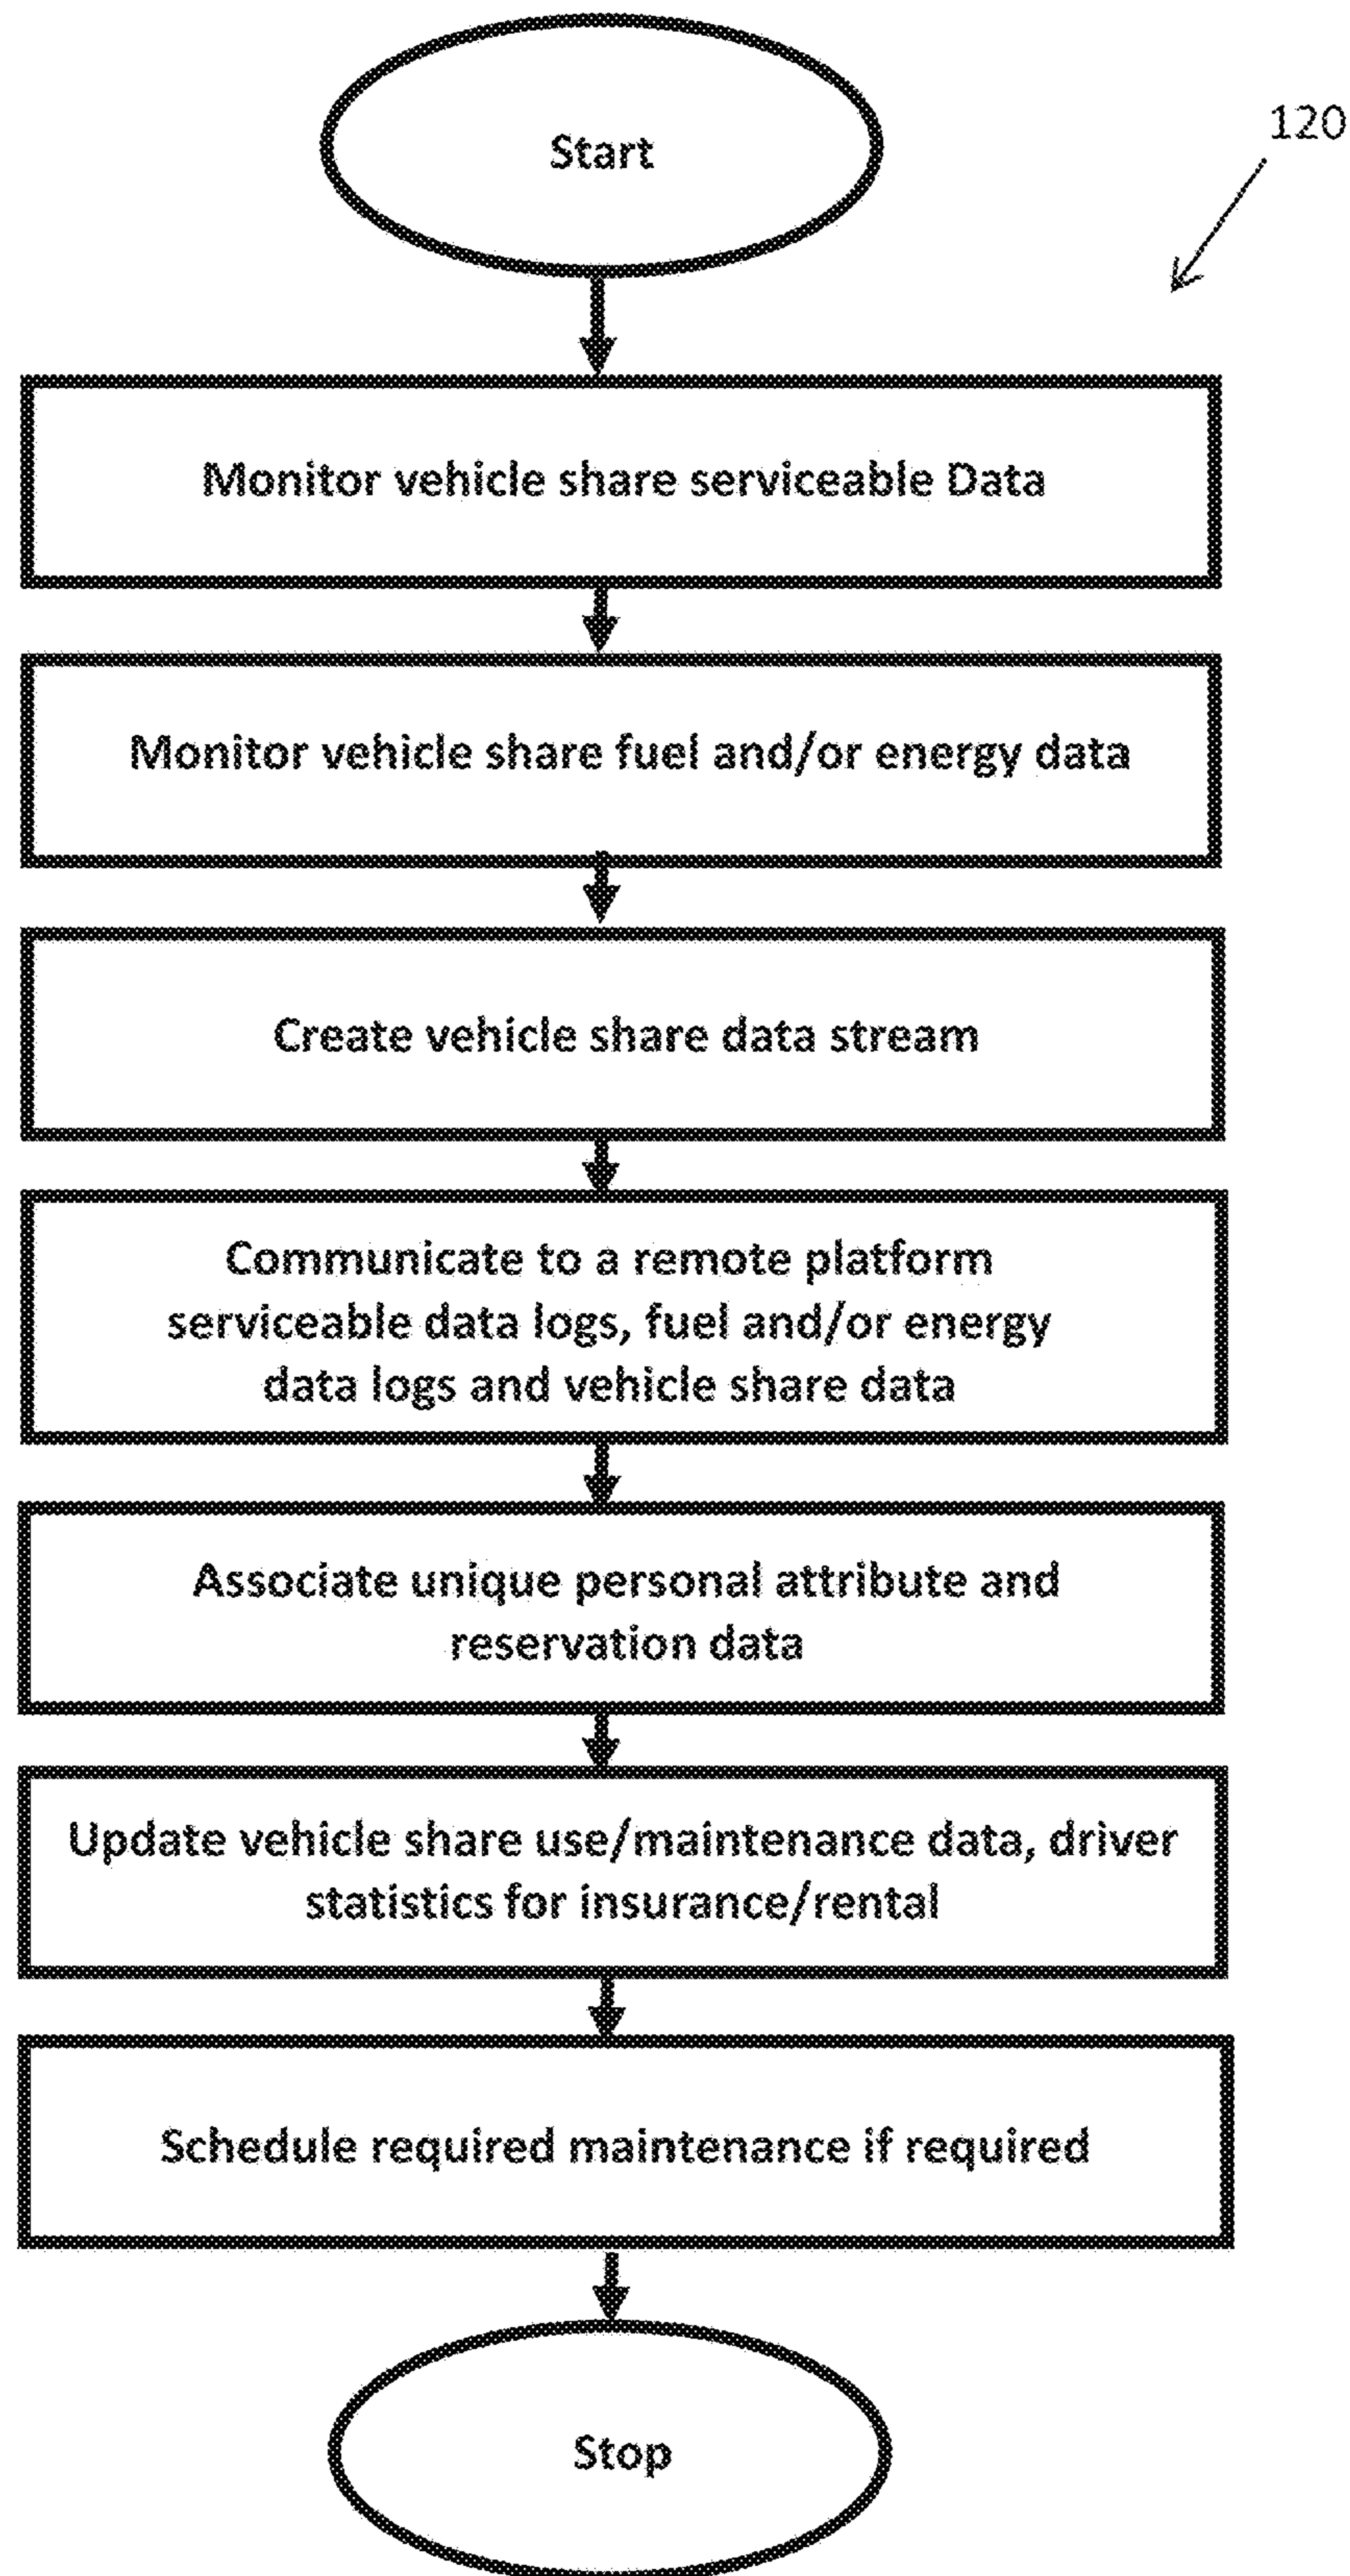 Start
120
Monitor vehicle share serviceable Data
Monitor vehicle share fuel and/or energy data
Create vehicle share data stream
Communicate to a remote platform
serviceable data logs, fuel and/or energy
data logs and vehicle share data
Associate unique personal attribute and
reservation data
Update vehicle share use/maintenance data, driver
statistics for insurance/rental
Schedule required maintenance if required
Stop